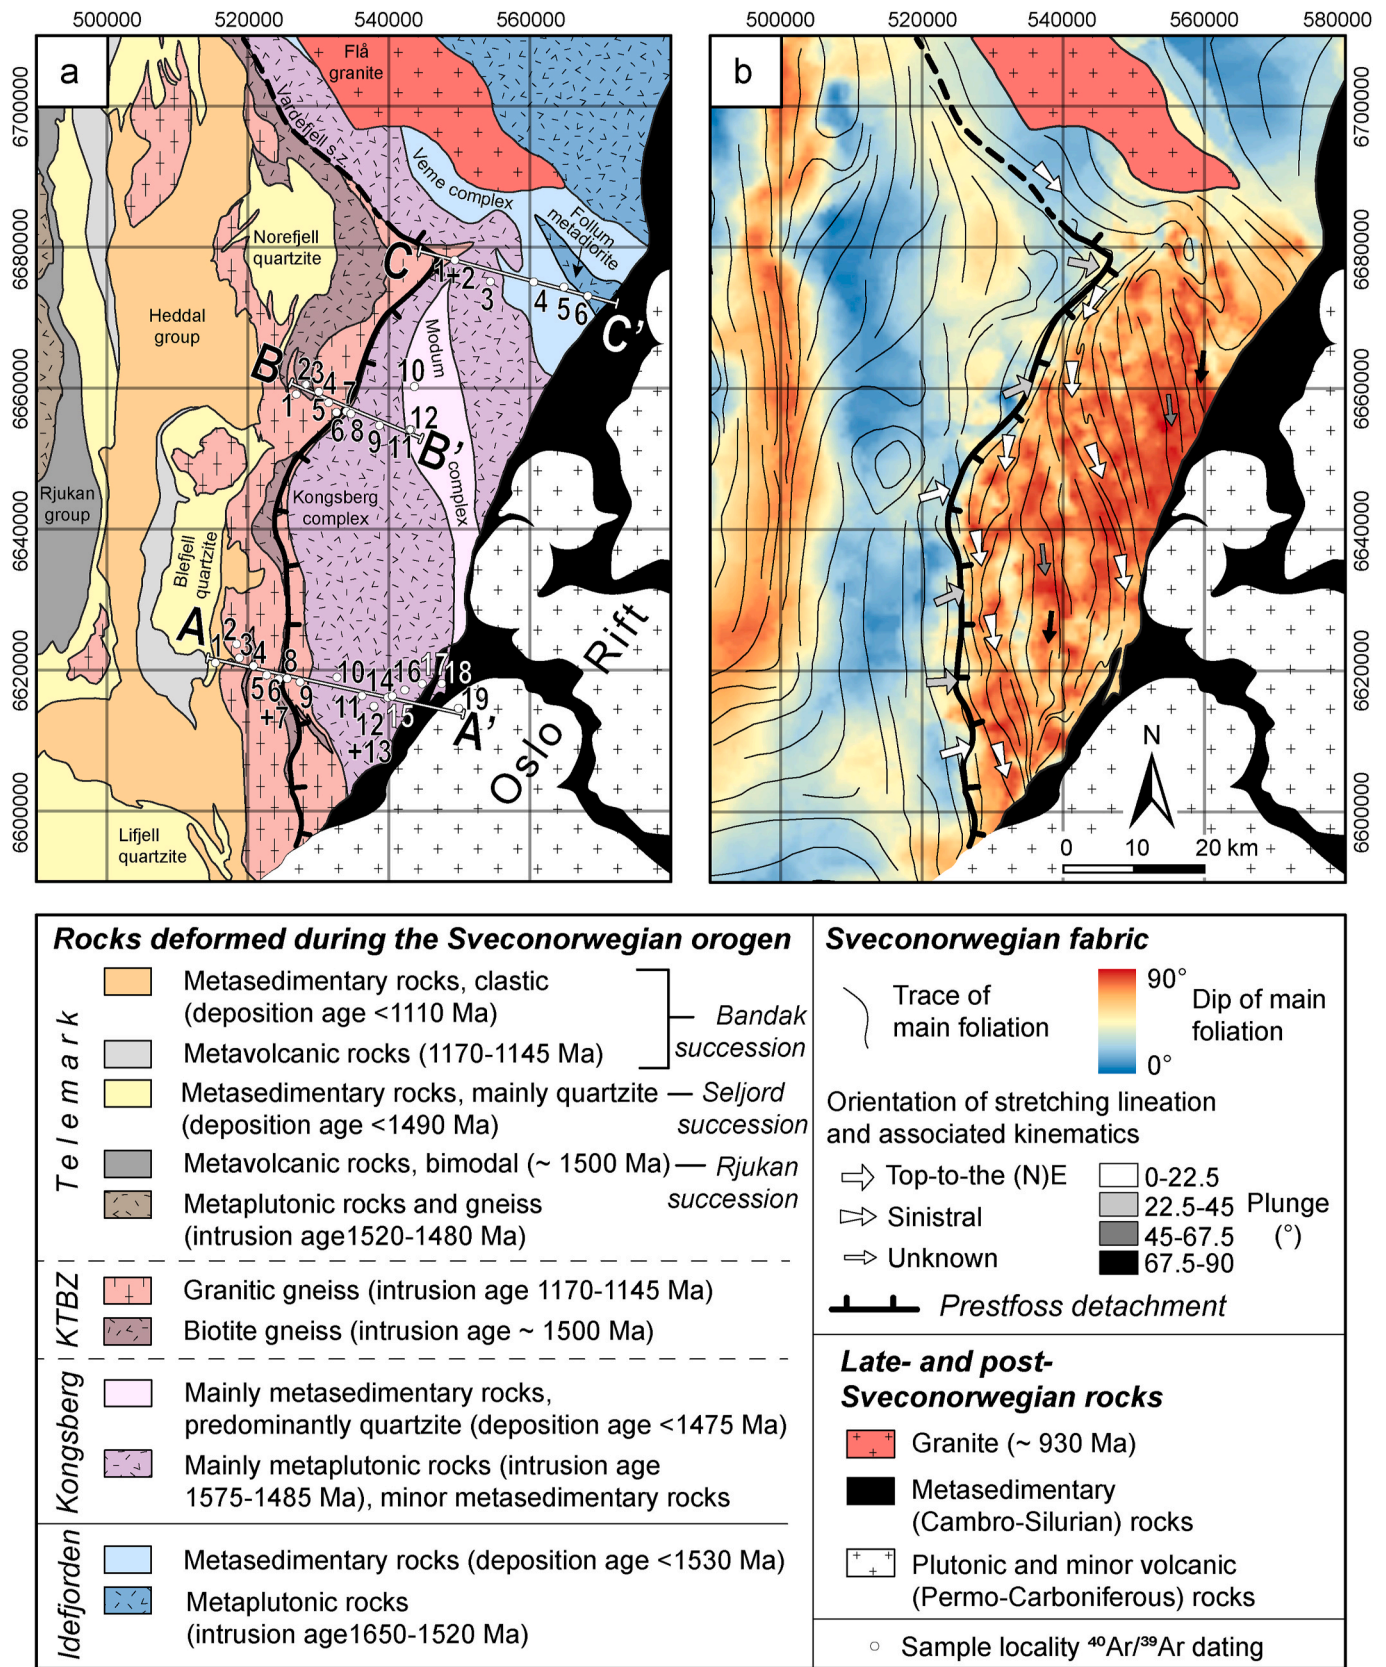 500000 520000 540000 560000
500000 520000 540000 560000 580000
6700000
6680000
6660000
6640000
6620000
6600000
a
Flå
granite
Vardefjell s.z.
Veme complex
Follum
metadiorite
Norefjell
quartzite
C
1+2
3
4
5
6
C'
Heddal
group
Modum
complex
B
1
23
4
5
6
7
8
9
10
11
12
B'
Rjukan
group
Kongsberg
complex
Blefjell
quartzite
A
1
2
3
4
5
6
+7
8
9
10
11
12
+13
14
15
16
17
18
19
A'
Oslo Rift
Lifjell
quartzite
b
N
0 10 20 km
6700000
6680000
6660000
6640000
6620000
6600000
Rocks deformed during the Sveconorwegian orogen
Telemark
Metasedimentary rocks, clastic
(deposition age <1110 Ma)
Metavolcanic rocks (1170-1145 Ma)
Bandak
succession
Metasedimentary rocks, mainly quartzite
(deposition age <1490 Ma)
Seljord
succession
Metavolcanic rocks, bimodal (~ 1500 Ma)
Rjukan
succession
Metaplutonic rocks and gneiss
(intrusion age1520-1480 Ma)
KTBZ
Granitic gneiss (intrusion age 1170-1145 Ma)
Biotite gneiss (intrusion age ~ 1500 Ma)
Kongsberg
Mainly metasedimentary rocks,
predominantly quartzite (deposition age <1475 Ma)
Mainly metaplutonic rocks (intrusion age
1575-1485 Ma), minor metasedimentary rocks
Idefjorden
Metasedimentary rocks (deposition age <1530 Ma)
Metaplutonic rocks
(intrusion age1650-1520 Ma)
Sveconorwegian fabric
Trace of
main foliation
90°
0°
Dip of main
foliation
Orientation of stretching lineation
and associated kinematics
Top-to-the (N)E
Sinistral
Unknown
0-22.5
22.5-45
45-67.5
67.5-90
Plunge
(°)
Prestfoss detachment
Late- and post-
Sveconorwegian rocks
Granite (~ 930 Ma)
Metasedimentary
(Cambro-Silurian) rocks
Plutonic and minor volcanic
(Permo-Carboniferous) rocks
Sample locality ⁴⁰Ar/³⁹Ar dating